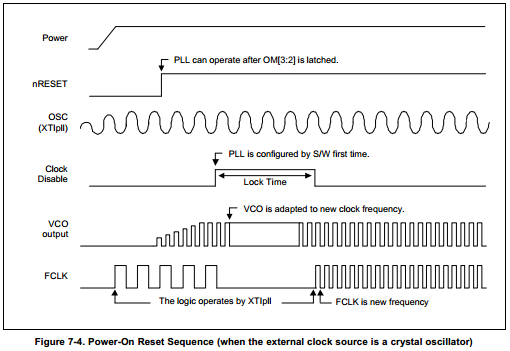 Power
PLL can operate after OM[3:2] is latched.
nRESET
OSC
(XTIpll)
PLL is configured by S/W first time.
Clock
Disable
Lock Time
VCO is adapted to new clock frequency.
VCO
output
FCLK
The logic operates by XTIpll
FCLK is new frequency
Figure 7-4. Power-On Reset Sequence (when the external clock source is a crystal oscillator)